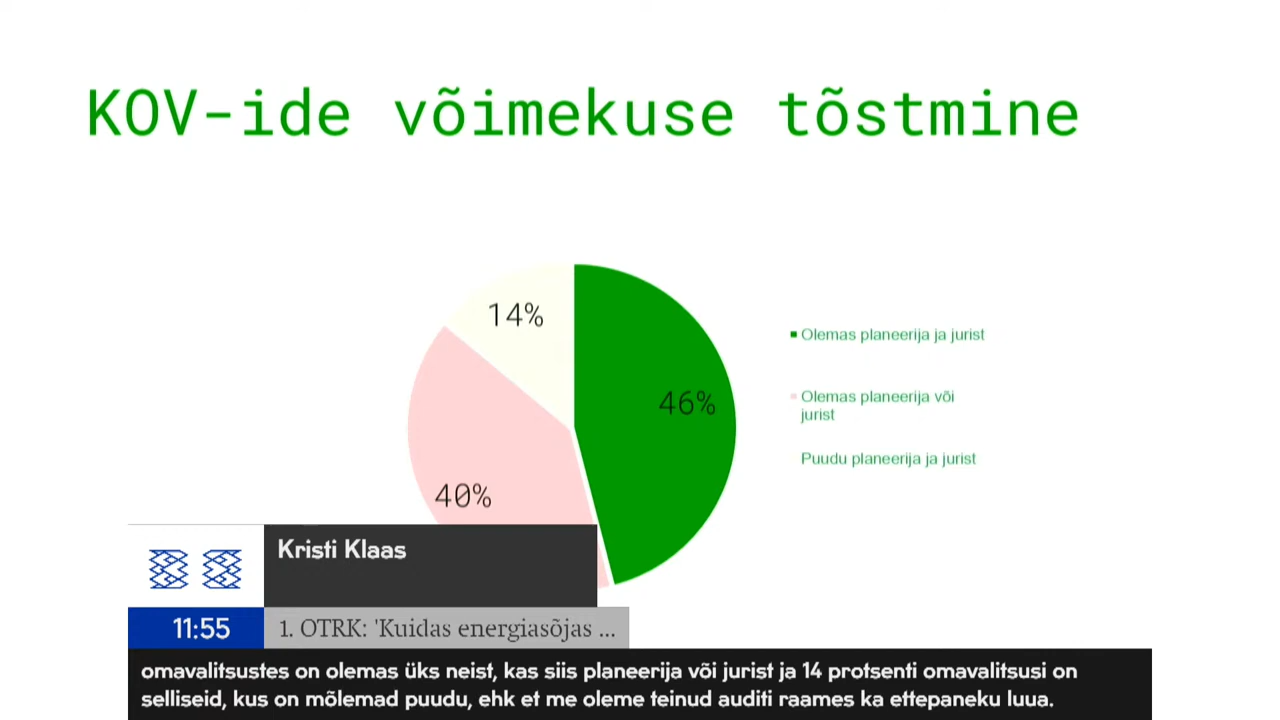 KOV-ide võimekuse tõstmine
14%
46%
40%
Olemas planeerija ja jurist
Olemas planeerija või
jurist
Puudu planeerija ja jurist
Kristi Klaas
11:55
1. OTRK: 'Kuidas energiasõjas ...
omavalitsustes on olemas üks neist, kas siis planeerija või jurist ja 14 protsenti omavalitsusi on
selliseid, kus on mõlemad puudu, ehk et me oleme teinud auditi raames ka ettepaneku luua.